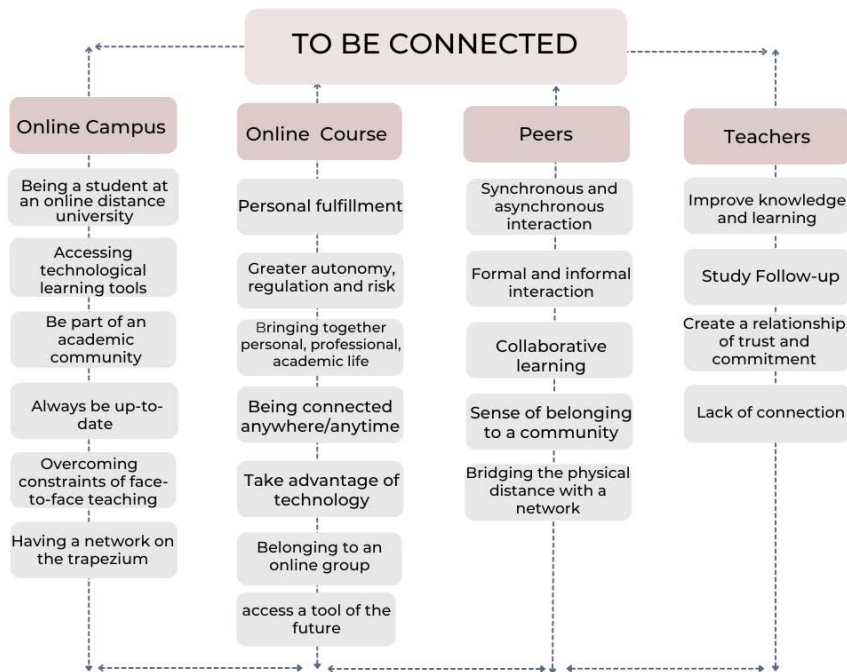 TO BE CONNECTED
Online Campus
Being a student at
an online distance
university
Accessing
technological
learning tools
Be part of an
academic
community
Always be up-to-
date
Overcoming
constraints of face-
to-face teaching
Having a network on
the trapezium
Online Course
Personal fulfillment
Greater autonomy,
regulation and risk
Bringing together
personal, professional,
academic life
Being connected
anywhere/anytime
Take advantage of
technology
Belonging to an
online group
access a tool of the
future
Peers
Synchronous and
asynchronous
interaction
Formal and informal
interaction
Collaborative
learning
Sense of belonging
to a community
Bridging the physical
distance with a
network
Teachers
Improve knowledge
and learning
Study Follow-up
Create a relationship
of trust and
commitment
Lack of connection